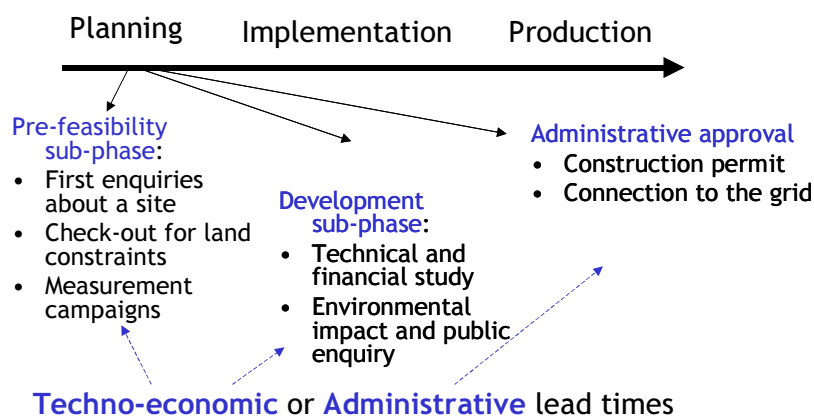 Planning Implementation Production
Pre-feasibility
sub-phase:
• First enquiries
about a site
• Check-out for land
constraints
• Measurement
campaigns
Development
sub-phase:
• Technical and
financial study
• Environmental
impact and public
enquiry
Administrative approval
• Construction permit
• Connection to the grid
Techno-economic or Administrative lead times